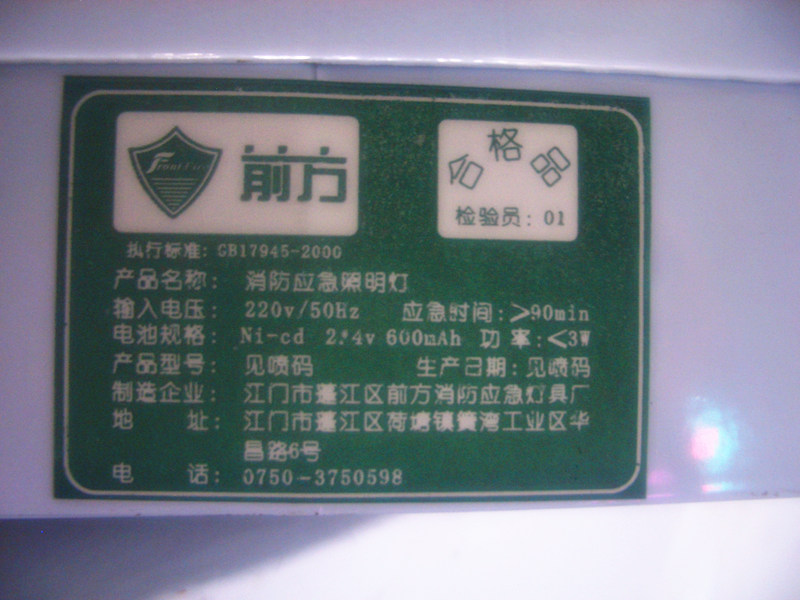 Front Fire
前方
合格品
检验员：01
执行标准：GB17945-2000
产品名称：消防应急照明灯
输入电压：220v/50Hz 应急时间：>90min
电池规格：Ni-cd 2.4v 600mAh 功率：<3W
产品型号：见喷码 生产日期：见喷码
制造企业：江门市蓬江区前方消防应急灯具厂
地址：江门市蓬江区荷塘镇篁湾工业区华
昌路6号
电话：0750-3750598